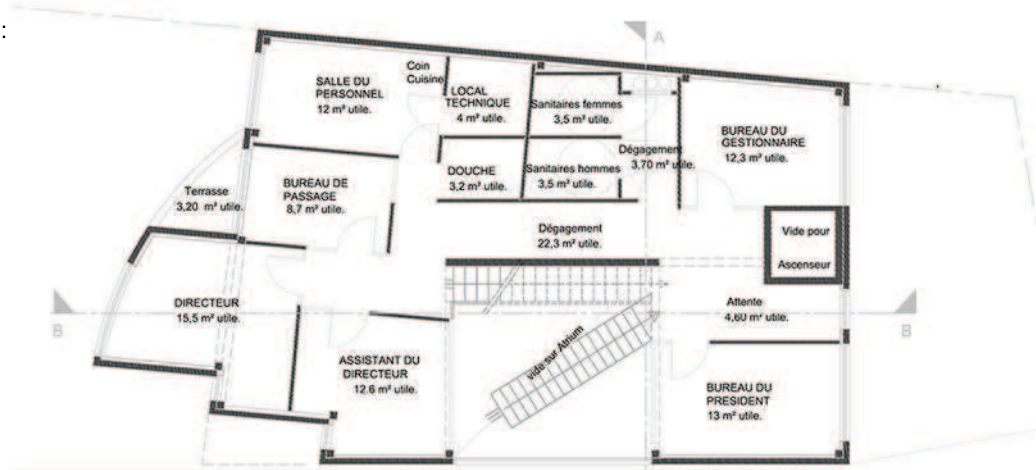 :
A
SALLE DU
PERSONNEL
12 m² utile.
Coin
Cuisine
LOCAL
TECHNIQUE
4 m² utile.
Sanitaires femmes
3,5 m² utile.
BUREAU DU
GESTIONNAIRE
12,3 m² utile.
Dégagement
3,70 m² utile.
Terrasse
3,20 m² utile.
BUREAU DE
PASSAGE
8,7 m² utile.
DOUCHE
3,2 m² utile.
Sanitaires hommes
3,5 m² utile.
Dégagement
22,3 m² utile.
Vide pour
Ascenseur
DIRECTEUR
15,5 m² utile.
Attente
4,60 m² utile.
B
B
ASSISTANT DU
DIRECTEUR
12.6 m² utile.
vide sur Atrium
BUREAU DU
PRESIDENT
13 m² utile.